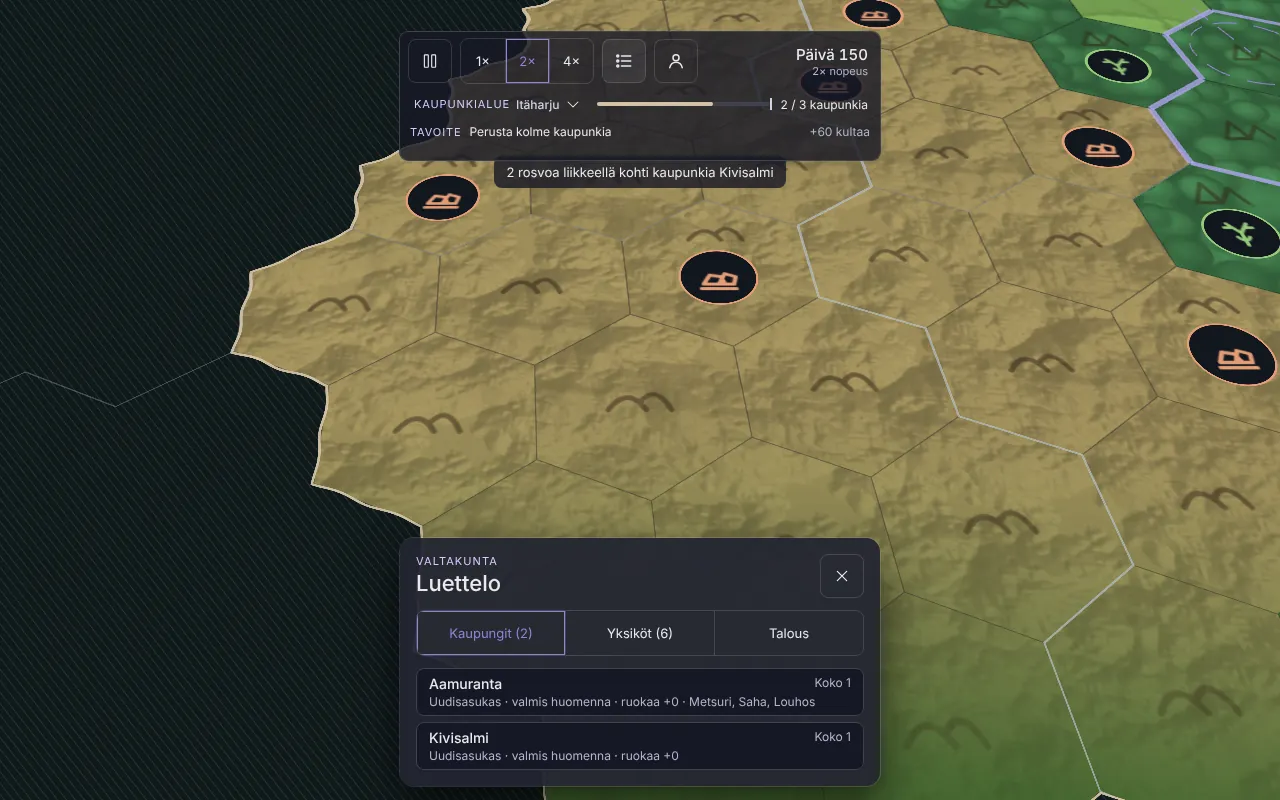 1× 2× 4×
Päivä 150
2× nopeus
KAUPUNKIALUE Itäharju 2 / 3 kaupunkia
TAVOITE Perusta kolme kaupunkia +60 kultaa
2 rosvoa liikkeellä kohti kaupunkia Kivisalmi
VALTAKUNTA
Luettelo
Kaupungit (2) Yksiköt (6) Talous
Aamuranta Koko 1
Uudisasukas · valmis huomenna · ruokaa +0 · Metsuri, Saha, Louhos
Kivisalmi Koko 1
Uudisasukas · valmis huomenna · ruokaa +0